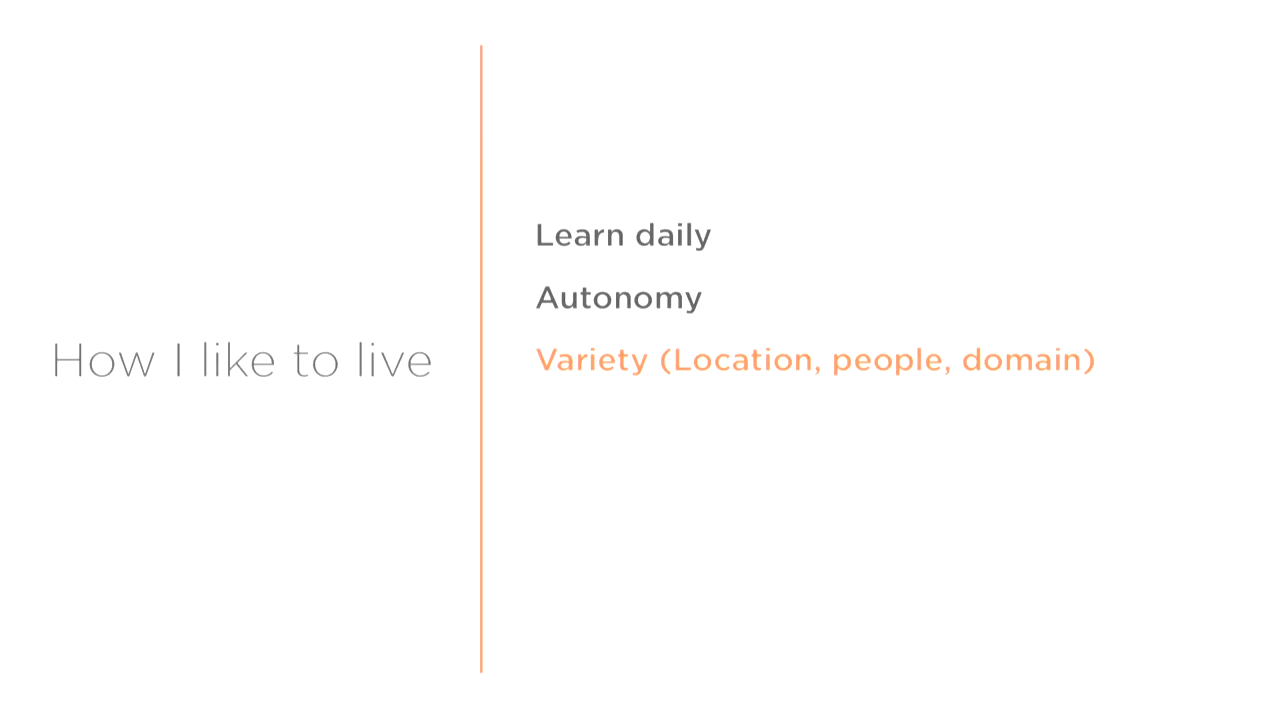 How I like to live
Learn daily
Autonomy
Variety (Location, people, domain)